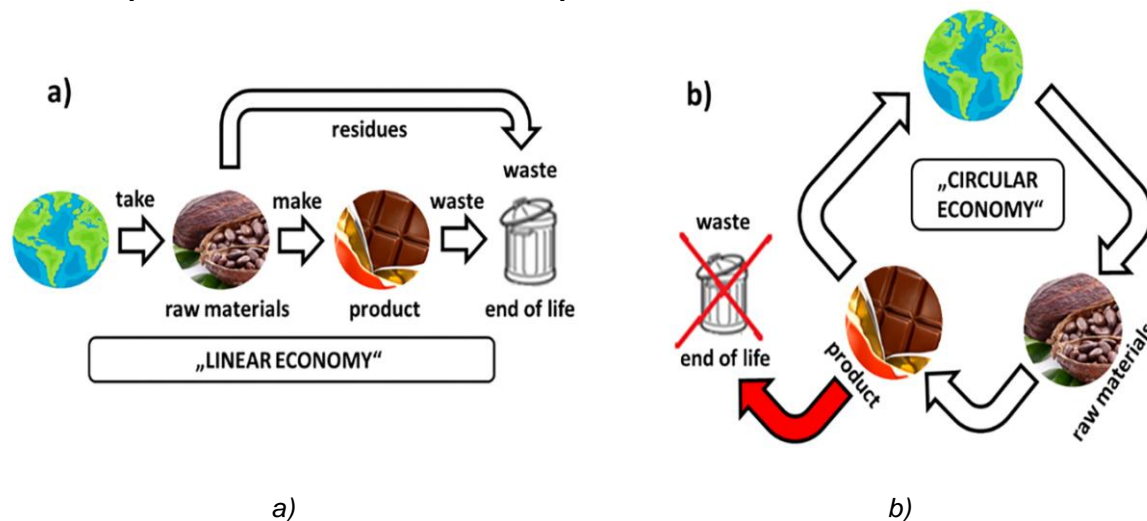 a)
residues
waste
take
make
waste
raw materials
product
end of life
„LINEAR ECONOMY“
b)
„CIRCULAR
ECONOMY“
waste
end of life
product
raw materials
a)
b)